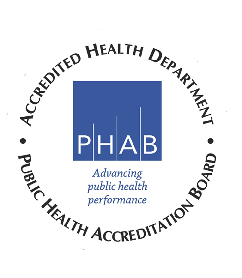 ACCREDITED HEALTH DEPARTMENT
PHAB
Advancing
public health
performance
• PUBLIC HEALTH ACCREDITATION BOARD •